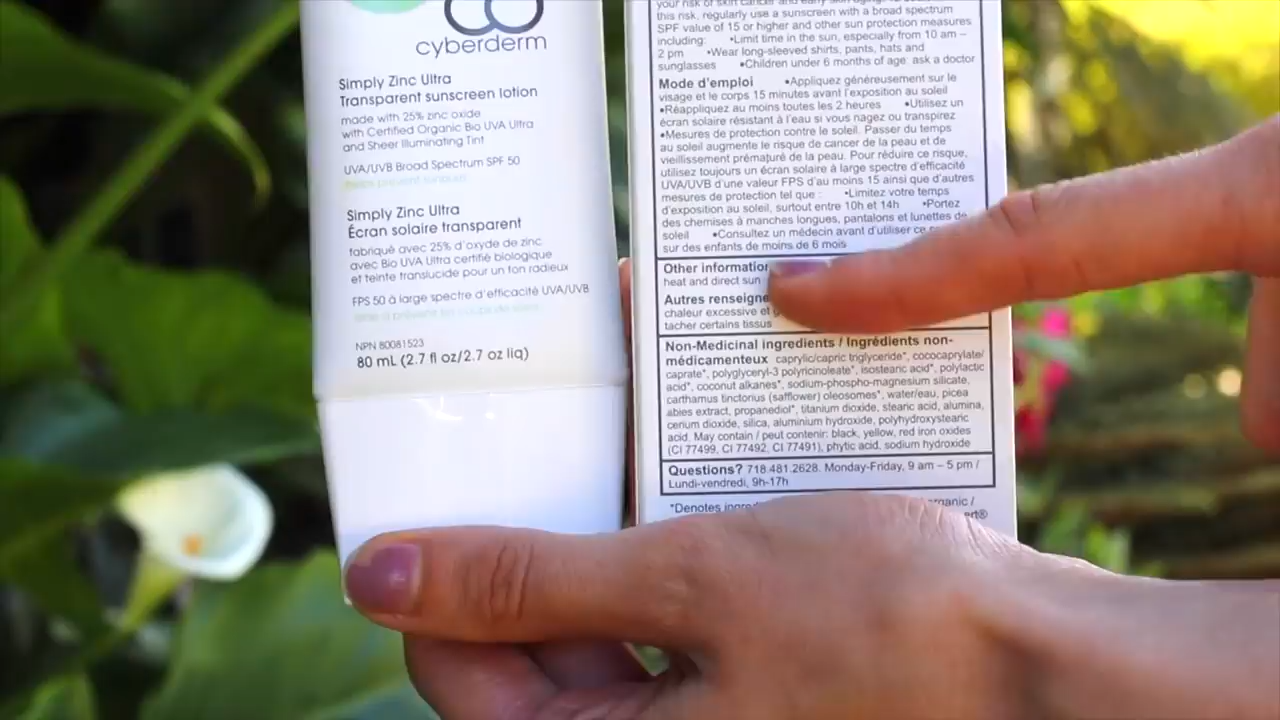 cyberderm
Simply Zinc Ultra
Transparent sunscreen lotion
made with 25% zinc oxide
with Certified Organic Bio UVA Ultra
and Sheer Illuminating Tint
UVA/UVB Broad Spectrum SPF 50
helps prevent sunburn
Simply Zinc Ultra
Écran solaire transparent
fabriqué avec 25% d'oxyde de zinc
avec Bio UVA Ultra certifié biologique
et teinte translucide pour un ton radieux
FPS 50 à large spectre d'efficacité UVA/UVB
aide à prévenir les coups de soleil
NPN 80081523
80 mL (2.7 fl oz/2.7 oz liq)
your risk of skin cancer and early skin aging.
this risk, regularly use a sunscreen with a broad spectrum
SPF value of 15 or higher and other sun protection measures
including: •Limit time in the sun, especially from 10 am –
2 pm •Wear long-sleeved shirts, pants, hats and
sunglasses •Children under 6 months of age: ask a doctor
Mode d'emploi •Appliquez généreusement sur le
visage et le corps 15 minutes avant l'exposition au soleil
•Réappliquez au moins toutes les 2 heures •Utilisez un
écran solaire résistant à l'eau si vous nagez ou transpirez
•Mesures de protection contre le soleil. Passer du temps
au soleil augmente le risque de cancer de la peau et de
vieillissement prématuré de la peau. Pour réduire ce risque,
utilisez toujours un écran solaire à large spectre d'efficacité
UVA/UVB d'une valeur FPS d'au moins 15 ainsi que d'autres
mesures de protection tel que : •Limitez votre temps
d'exposition au soleil, surtout entre 10h et 14h •Portez
des chemises à manches longues, pantalons et lunettes de
soleil •Consultez un médecin avant d'utiliser ce
sur des enfants de moins de 6 mois
Other information
heat and direct sun
Autres renseigne
chaleur excessive et
tacher certains tissus
Non-Medicinal ingredients / Ingrédients non-
médicamenteux caprylic/capric triglyceride*, cococaprylate/
caprate*, polyglyceryl-3 polyricinoleate*, isostearic acid*, polylactic
acid*, coconut alkanes*, sodium-phospho-magnesium silicate,
carthamus tinctorius (safflower) oleosomes*, water/eau, picea
abies extract, propanediol*, titanium dioxide, stearic acid, alumina,
cerium dioxide, silica, aluminum hydroxide, polyhydroxystearic
acid. May contain / peut contenir: black, yellow, red iron oxides
(CI 77499, CI 77492, CI 77491), phytic acid, sodium hydroxide
Questions? 718.481.2628. Monday-Friday, 9 am – 5 pm /
Lundi-vendredi, 9h-17h
*Denotes